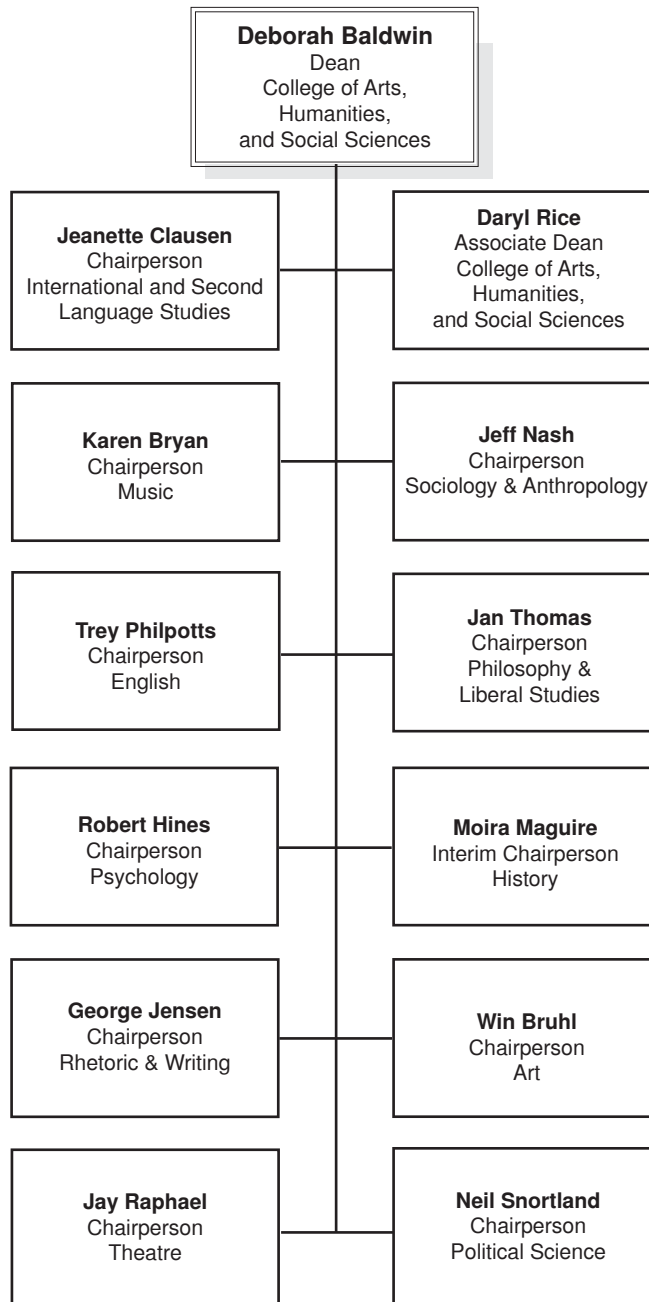 Deborah Baldwin
Dean
College of Arts,
Humanities,
and Social Sciences
Jeanette Clausen
Chairperson
International and Second
Language Studies
Daryl Rice
Associate Dean
College of Arts,
Humanities,
and Social Sciences
Karen Bryan
Chairperson
Music
Jeff Nash
Chairperson
Sociology & Anthropology
Trey Philpotts
Chairperson
English
Jan Thomas
Chairperson
Philosophy &
Liberal Studies
Robert Hines
Chairperson
Psychology
Moira Maguire
Interim Chairperson
History
George Jensen
Chairperson
Rhetoric & Writing
Win Bruhl
Chairperson
Art
Jay Raphael
Chairperson
Theatre
Neil Snortland
Chairperson
Political Science